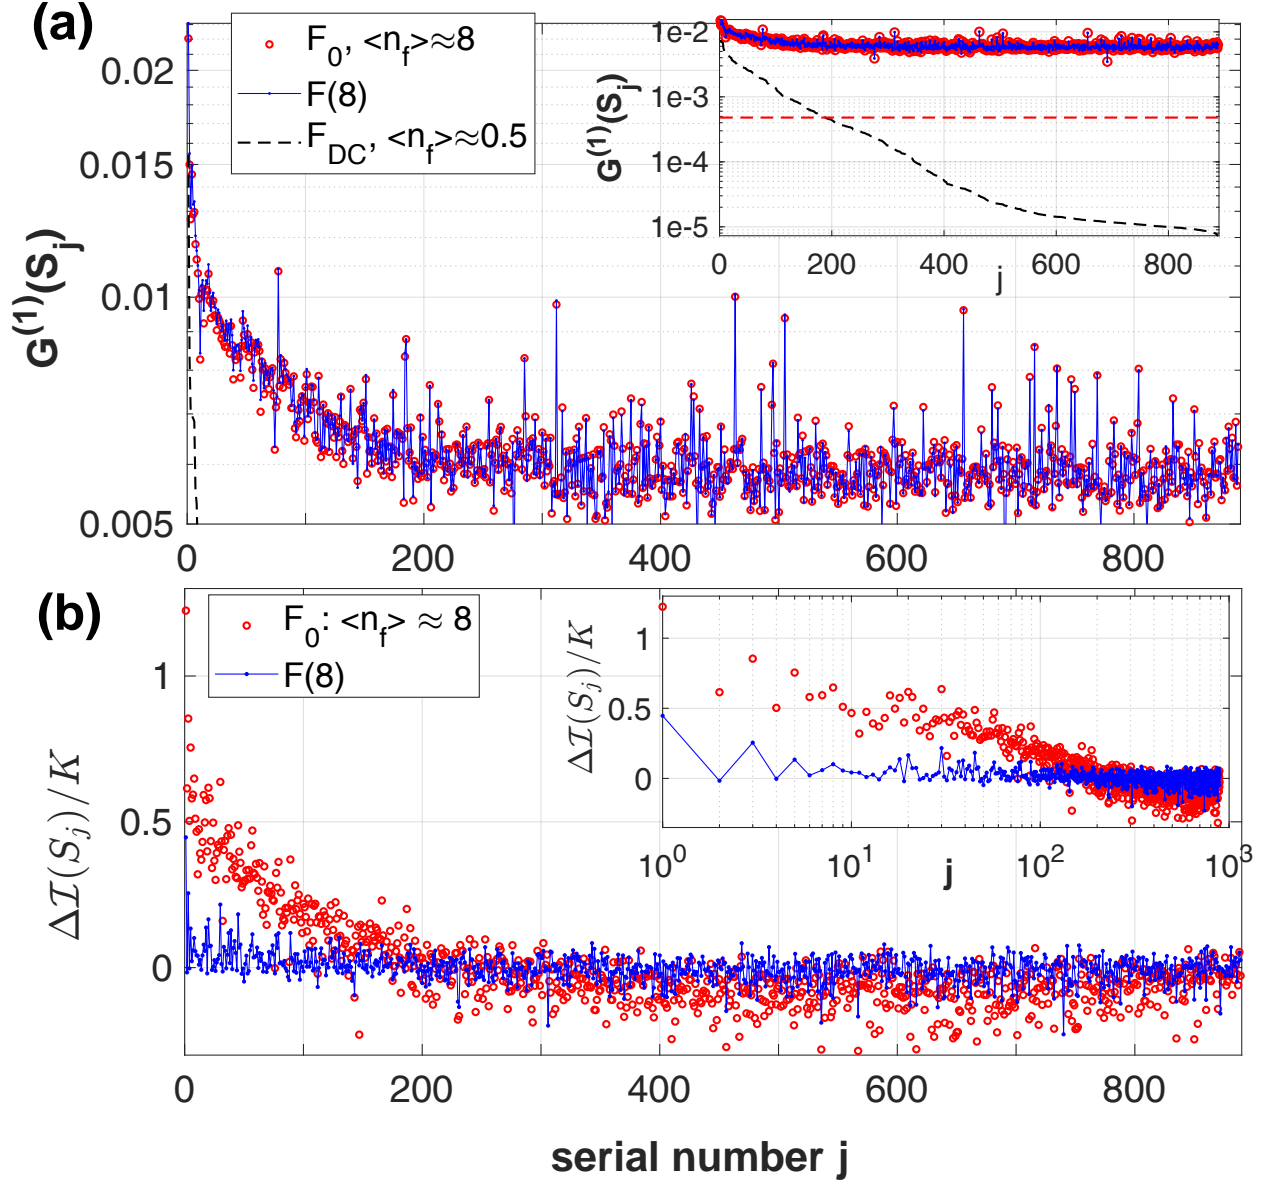 (a)
F0, <nf>≈8
F(8)
FDC, <nf>≈0.5
0.02
0.015
0.01
0.005
G(1)(Sj)
0
200
400
600
800
1e-2
1e-3
1e-4
1e-5
G(1)(Sj)
0
200
400
600
800
j
(b)
F0: <nf> ≈ 8
F(8)
1
0.5
0
ΔI(Sj)/K
0
200
400
600
800
1
0.5
0
ΔI(Sj)/K
10^0
10^1
10^2
10^3
j
serial number j